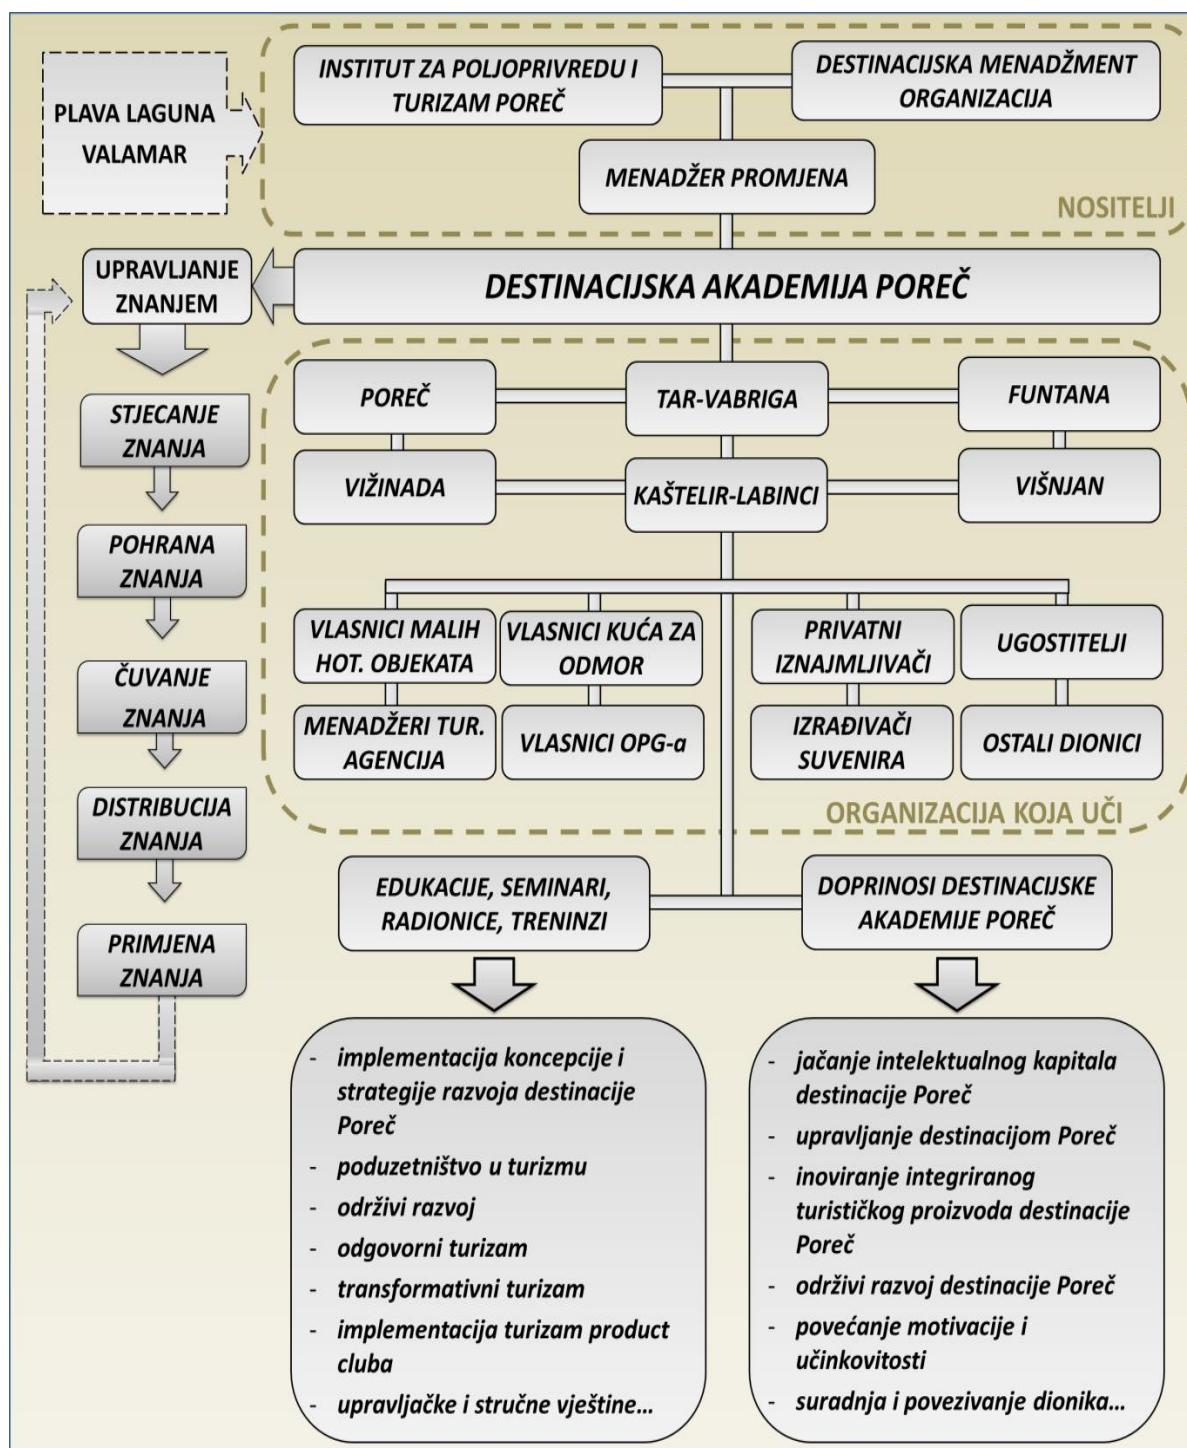 PLAVA LAGUNA
VALAMAR
INSTITUT ZA POLJOPRIVREDU I
TURIZAM POREČ
DESTINACIJSKA MENADŽMENT
ORGANIZACIJA
MENADŽER PROMJENA
NOSITELJI
DESTINACIJSKA AKADEMIJA POREČ
UPRAVLJANJE
ZNANJEM
STJECANJE
ZNANJA
POHRANA
ZNANJA
ČUVANJE
ZNANJA
DISTRIBUCIJA
ZNANJA
PRIMJENA
ZNANJA
POREČ
TAR-VABRIGA
FUNTANA
VIŽINADA
KAŠTELIR-LABINCI
VIŠNJAN
VLASNICI MALIH
HOT. OBJEKATA
VLASNICI KUĆA ZA
ODMOR
PRIVATNI
IZNAJMLJIVAČI
UGOSTITELJI
MENADŽERI TUR.
AGENCIJA
VLASNICI OPG-a
IZRAĐIVAČI
SUVENIRA
OSTALI DIONICI
ORGANIZACIJA KOJA UČI
EDUKACIJE, SEMINARI,
RADIONICE, TRENINZI
DOPRINOSI DESTINACIJSKE
AKADEMIJE POREČ
- implementacija koncepcije i
strategije razvoja destinacije
Poreč
- poduzetništvo u turizmu
- održivi razvoj
- odgovorni turizam
- transformativni turizam
- implementacija turizam product
cluba
- upravljačke i stručne vještine…
- jačanje intelektualnog kapitala
destinacije Poreč
- upravljanje destinacijom Poreč
- inoviranje integriranog
turističkog proizvoda destinacije
Poreč
- održivi razvoj destinacije Poreč
- povećanje motivacije i
učinkovitosti
- suradnja i povezivanje dionika…